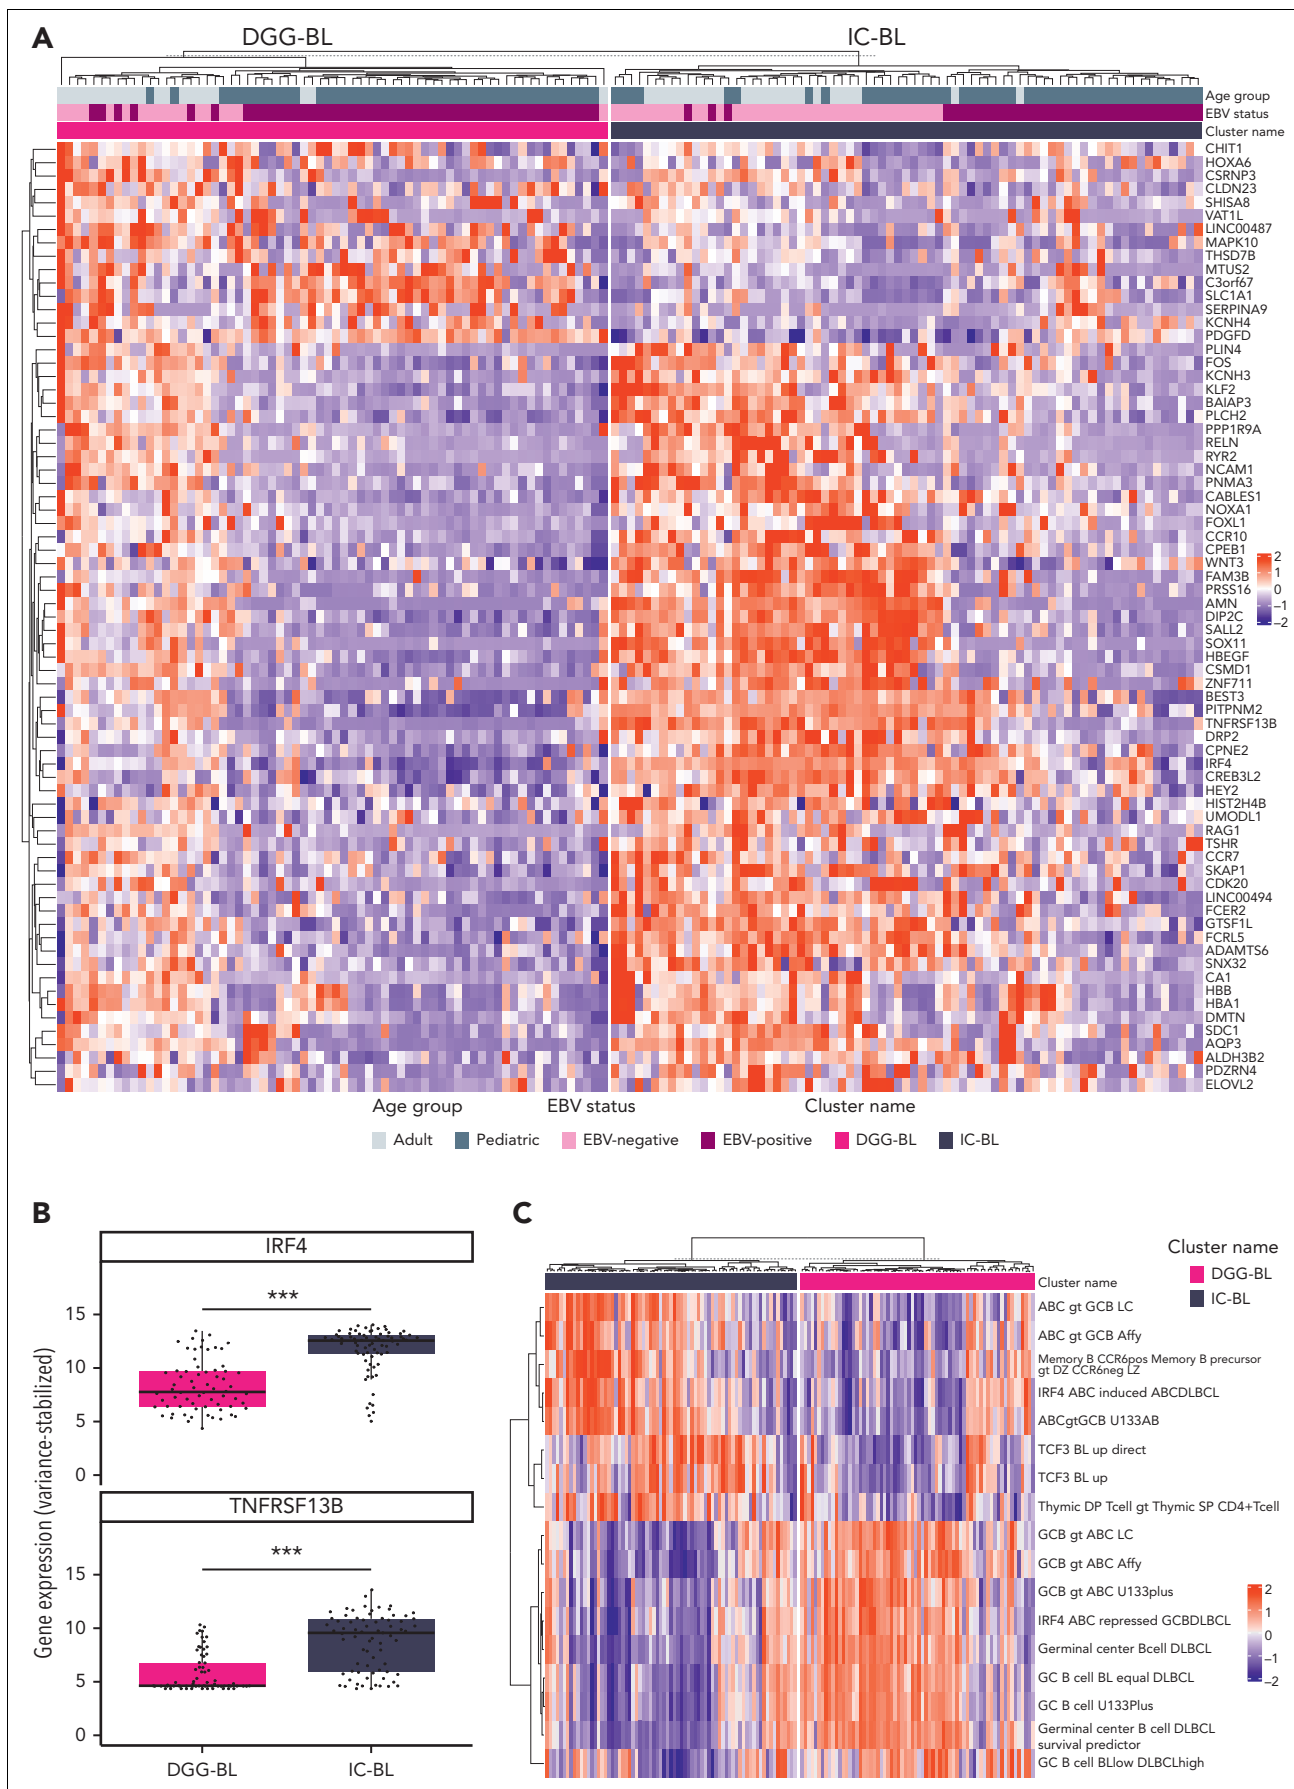 A
DGG-BL
IC-BL
Age group
EBV status
Cluster name
CHIT1
HOXA6
CSRNP3
CLDN23
SHISA8
VAT1L
LINC00487
MAPK10
THSD7B
MTUS2
C3orf67
SLC1A1
SERPINA9
KCNH4
PDGFD
PLIN4
FOS
KCNH3
KLF2
BAIAP3
PLCH2
PPP1R9A
RELN
RYR2
NCAM1
PNMA3
CABLES1
NOXA1
FOXL1
CCR10
CPEB1
WNT3
FAM3B
PRSS16
AMN
DIP2C
SALL2
SOX11
HBEGF
CSMD1
ZNF711
BEST3
PITPNM2
TNFRSF13B
DRP2
CPNE2
IRF4
CREB3L2
HEY2
HIST2H4B
UMODL1
RAG1
TSHR
CCR7
SKAP1
CDK20
LINC00494
FCER2
GTSF1L
FCRL5
ADAMTS6
SNX32
CA1
HBB
HBA1
DMTN
SDC1
AQP3
ALDH3B2
PDZRN4
ELOVL2
2
1
0
−1
−2
Age group
EBV status
Cluster name
Adult
Pediatric
EBV-negative
EBV-positive
DGG-BL
IC-BL
B
IRF4
***
15
10
5
0
TNFRSF13B
***
15
10
5
0
Gene expression (variance-stabilized)
DGG-BL
IC-BL
C
Cluster name
DGG-BL
IC-BL
Cluster name
ABC gt GCB LC
ABC gt GCB Affy
Memory B CCR6pos Memory B precursor
gt DZ CCR6neg LZ
IRF4 ABC induced ABCDLBCL
ABCgtGCB U133AB
TCF3 BL up direct
TCF3 BL up
Thymic DP Tcell gt Thymic SP CD4+Tcell
GCB gt ABC LC
GCB gt ABC Affy
GCB gt ABC U133plus
IRF4 ABC repressed GCBDLBCL
Germinal center Bcell DLBCL
GC B cell BL equal DLBCL
GC B cell U133Plus
Germinal center B cell DLBCL
survival predictor
GC B cell BLlow DLBCLhigh
2
1
0
−1
−2